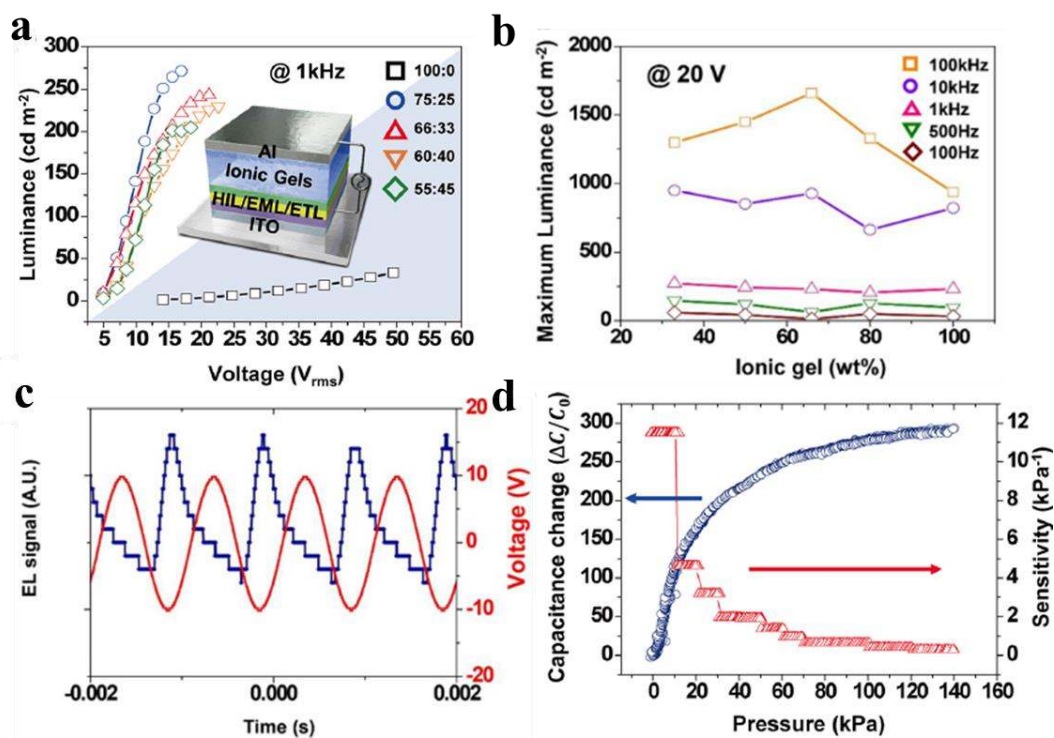 a
300
250
200
150
100
50
0
Luminance (cd m-2)
@ 1kHz
100:0
75:25
66:33
60:40
55:45
Al
Ionic Gels
HIL/EML/ETL
ITO
5 10 15 20 25 30 35 40 45 50 55 60
Voltage (Vrms)
b
2000
1500
1000
500
0
Maximum Luminance (cd m-2)
@ 20 V
100kHz
10kHz
1kHz
500Hz
100Hz
20 40 60 80 100
Ionic gel (wt%)
c
EL signal (A.U.)
20
10
0
-10
-20
Voltage (V)
-0.002 0.000 0.002
Time (s)
d
300
250
200
150
100
50
0
Capacitance change (ΔC/C0)
12
10
8
6
4
2
0
Sensitivity (kPa-1)
0 20 40 60 80 100 120 140 160
Pressure (kPa)